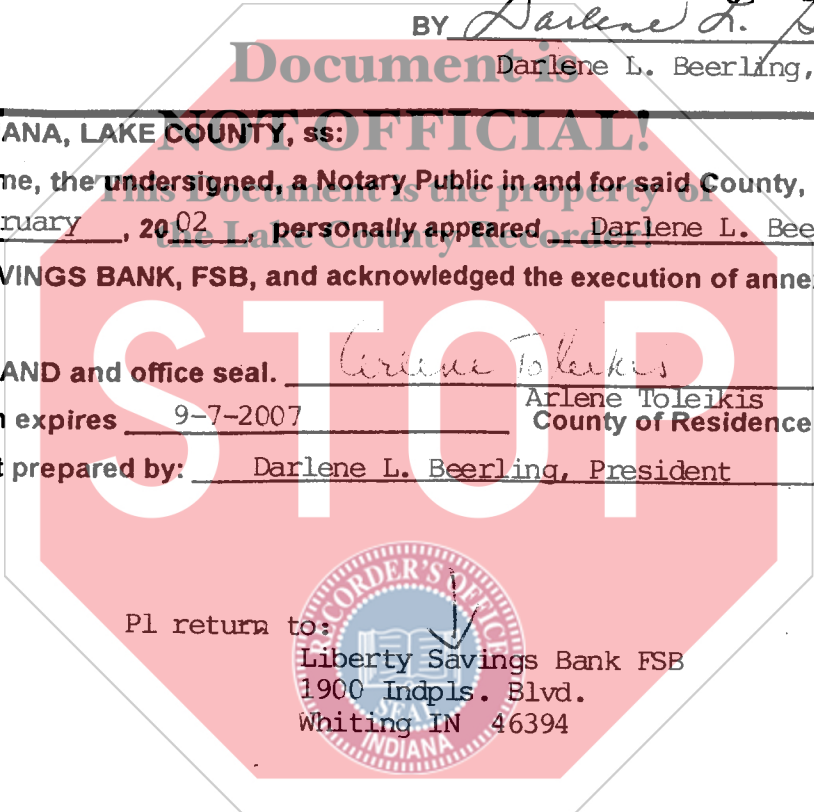 BY Darlene L.
Document is
Darlene L. Beerling,
NOT OFFICIAL!
ANA, LAKE COUNTY, ss:
me, the undersigned, a Notary Public in and for said County,
This Document is the property of
ruary , 20 02 , personally appeared Darlene L. Bee
the Lake County Recorder!
VINGS BANK, FSB, and acknowledged the execution of anne
STOP
AND and office seal. Arlene Toleikis
Arlene Toleikis
n expires 9-7-2007 County of Residence
t prepared by: Darlene L. Beerling, President
RECORDER'S OFFICE
Pl return to:
Liberty Savings Bank FSB
1900 Indpls. Blvd.
SEAL
Whiting IN 46394
INDIANA